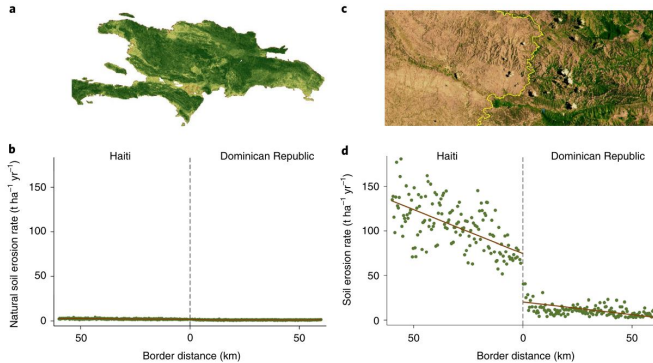 a
c
b
Haiti
Dominican Republic
Natural soil erosion rate (t ha⁻¹ yr⁻¹)
150
100
50
0
50
0
50
Border distance (km)
d
Haiti
Dominican Republic
Soil erosion rate (t ha⁻¹ yr⁻¹)
150
100
50
0
50
0
50
Border distance (km)